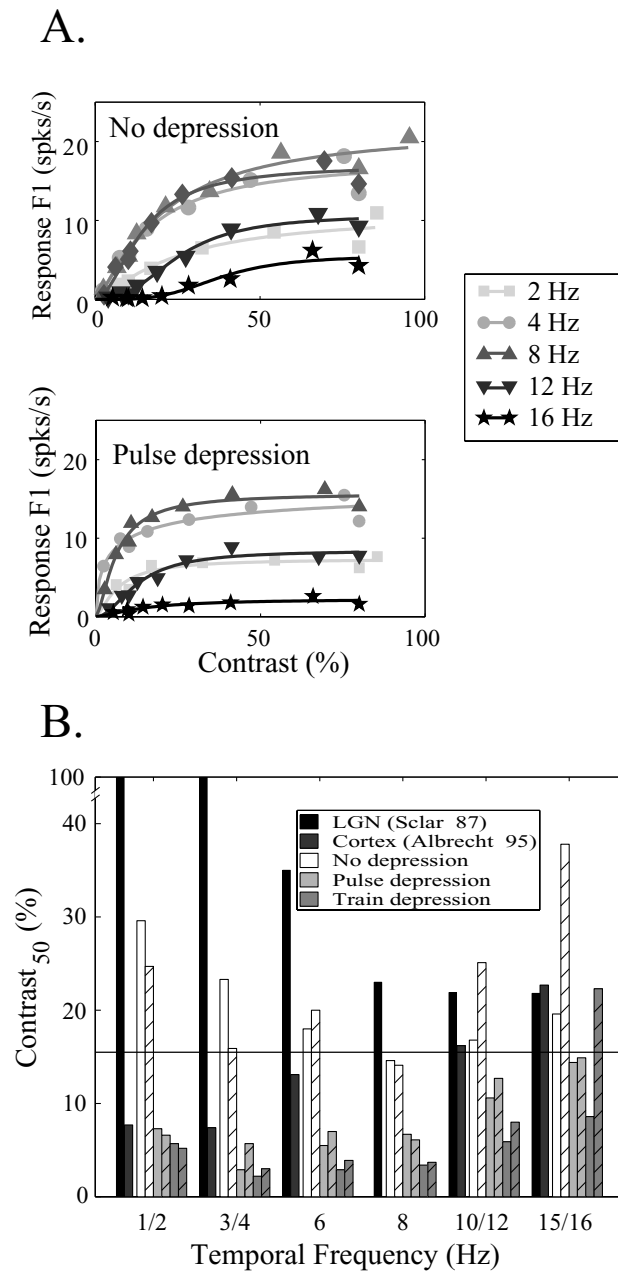 A.
No depression
Response F1 (spks/s)
20
10
0
0
50
100
2 Hz
4 Hz
8 Hz
12 Hz
16 Hz
Pulse depression
Response F1 (spks/s)
20
10
0
0
50
100
Contrast (%)
B.
100
40
30
20
10
0
Contrast50 (%)
LGN (Sclar 87)
Cortex (Albrecht 95)
No depression
Pulse depression
Train depression
1/2
3/4
6
8
10/12
15/16
Temporal Frequency (Hz)